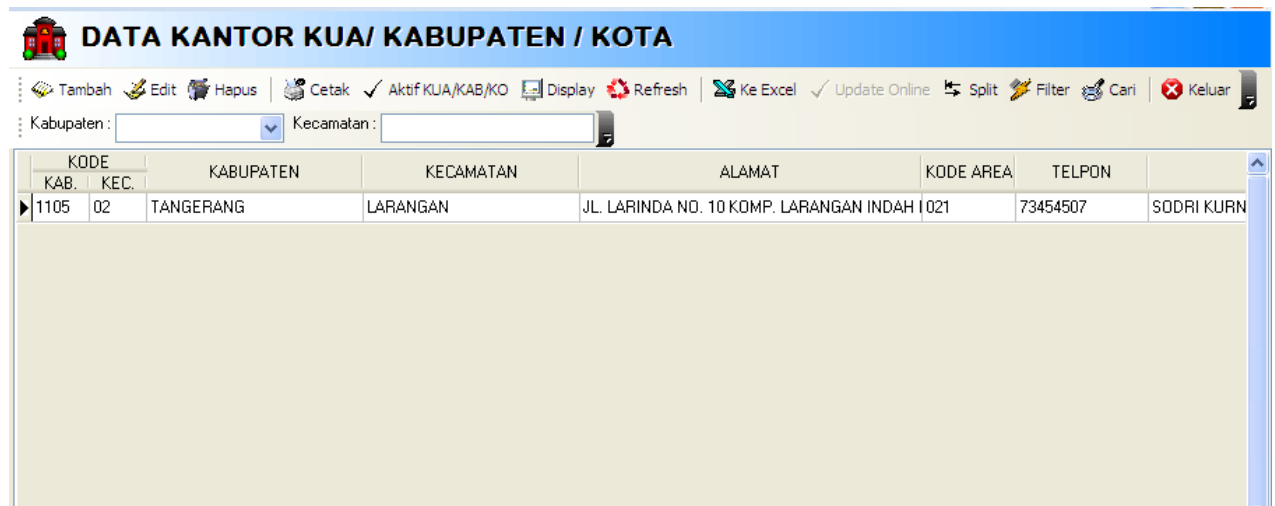 DATA KANTOR KUA/ KABUPATEN / KOTA
Tambah Edit Hapus Cetak Aktif KUA/KAB/KO Display Refresh Ke Excel Update Online Split Filter Cari Keluar
Kabupaten : Kecamatan :
KODE KABUPATEN KECAMATAN ALAMAT KODE AREA TELPON
KAB. KEC.
1105 02 TANGERANG LARANGAN JL. LARINDA NO. 10 KOMP. LARANGAN INDAH 021 73454507 SODRI KURN